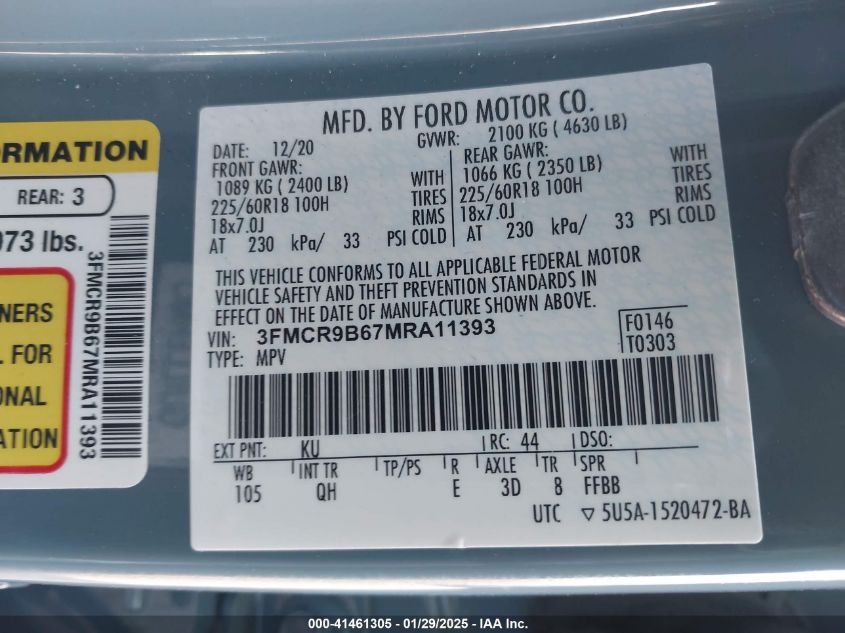 ORMATION
REAR: 3
973 lbs.
NERS
L FOR
ONAL
ATION
3FMCR9B67MRA11393
MFD. BY FORD MOTOR CO.
DATE: 12/20
GVWR: 2100 KG ( 4630 LB)
FRONT GAWR:
1089 KG ( 2400 LB)
WITH
225/60R18 100H
TIRES
18x7.0J
RIMS
AT 230 kPa/ 33 PSI COLD
REAR GAWR:
WITH
1066 KG ( 2350 LB)
TIRES
225/60R18 100H
RIMS
18x7.0J
AT 230 kPa/ 33 PSI COLD
THIS VEHICLE CONFORMS TO ALL APPLICABLE FEDERAL MOTOR
VEHICLE SAFETY AND THEFT PREVENTION STANDARDS IN
EFFECT ON THE DATE OF MANUFACTURE SHOWN ABOVE.
VIN: 3FMCR9B67MRA11393
F0146
TYPE: MPV
T0303
EXT PNT: KU RC: 44 DSO:
WB INT TR TP/PS R AXLE TR SPR
105 QH E 3D 8 FFBB
UTC ▽ 5U5A-1520472-BA
000-41461305 - 01/29/2025 - IAA Inc.